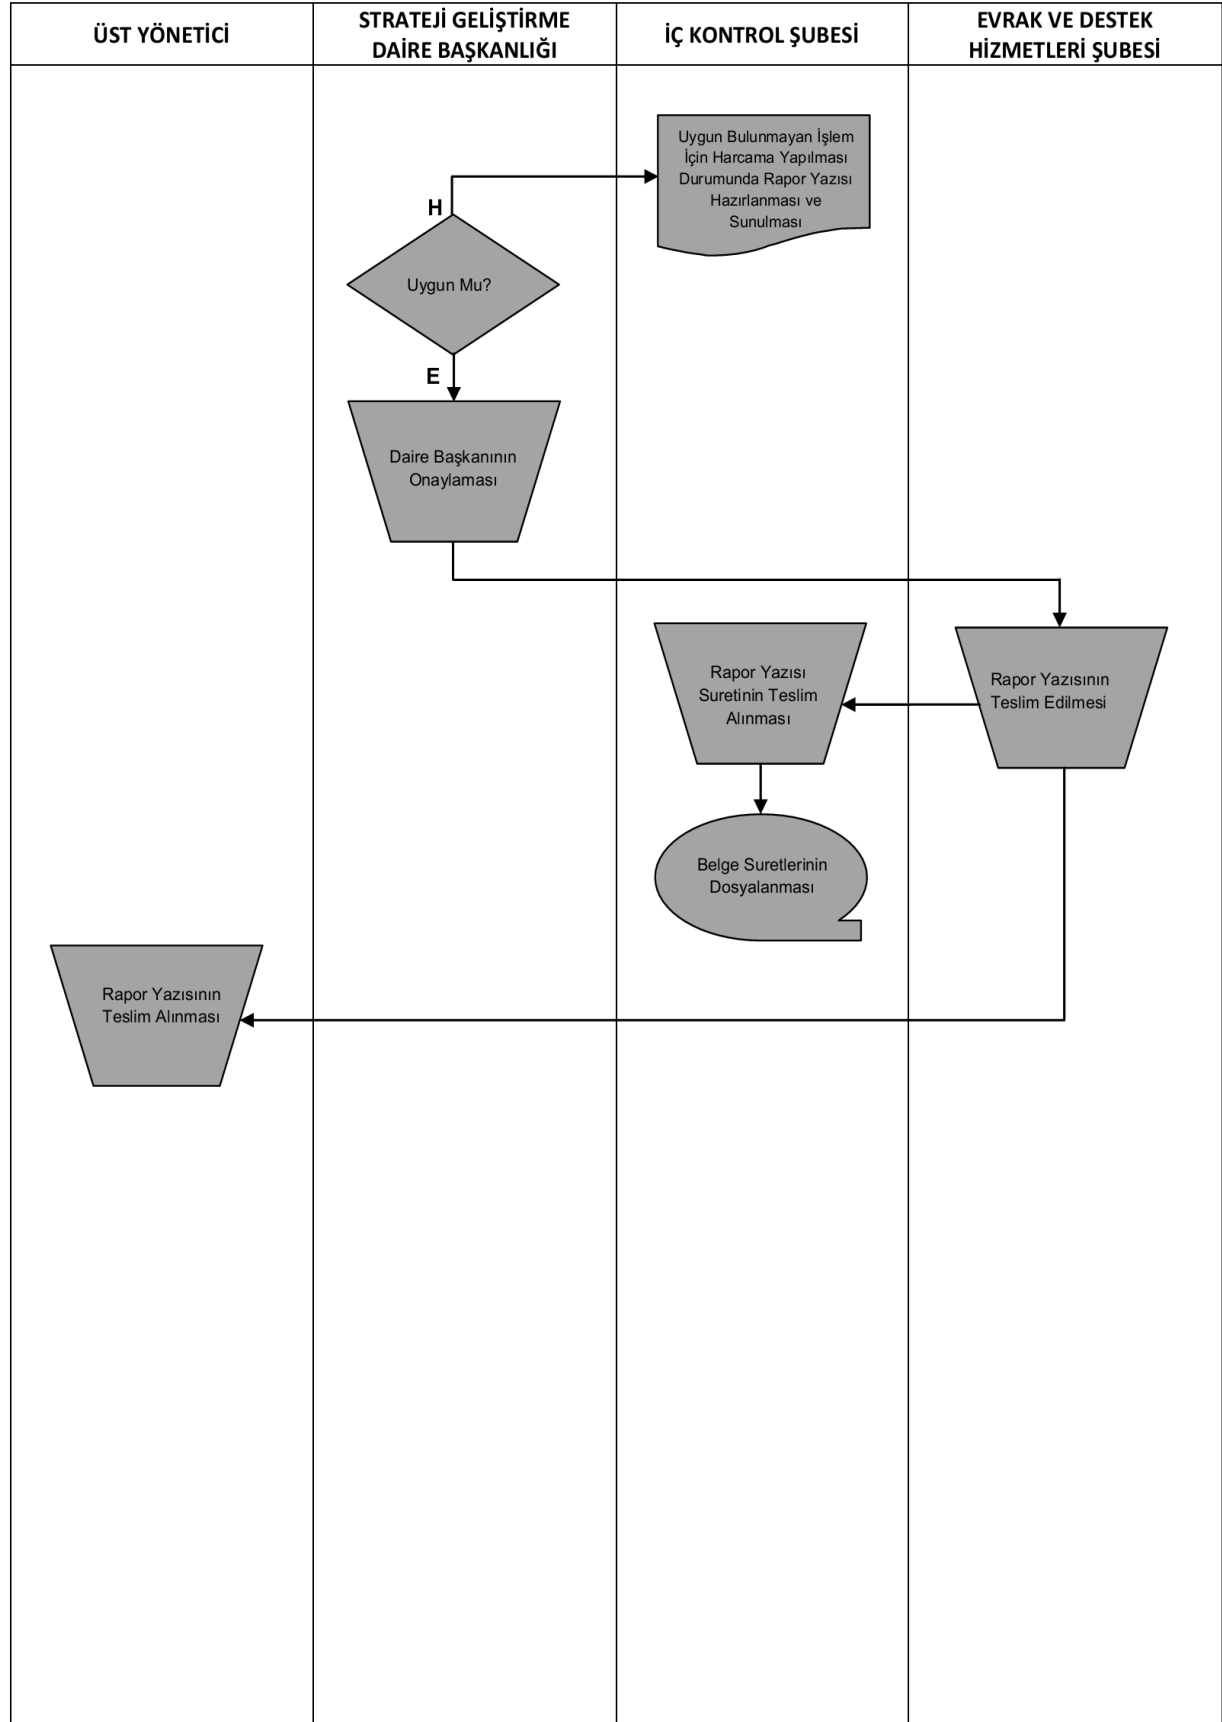 ÜST YÖNETİCİ
STRATEJİ GELİŞTİRME
DAİRE BAŞKANLIĞI
İÇ KONTROL ŞUBESİ
EVRAK VE DESTEK
HİZMETLERİ ŞUBESİ
Uygun Bulunmayan İşlem
İçin Harcama Yapılması
Durumunda Rapor Yazısı
Hazırlanması ve
Sunulması
H
Uygun Mu?
E
Daire Başkanının
Onaylaması
Rapor Yazısı
Suretinin Teslim
Alınması
Rapor Yazısının
Teslim Edilmesi
Belge Suretlerinin
Dosyalanması
Rapor Yazısının
Teslim Alınması